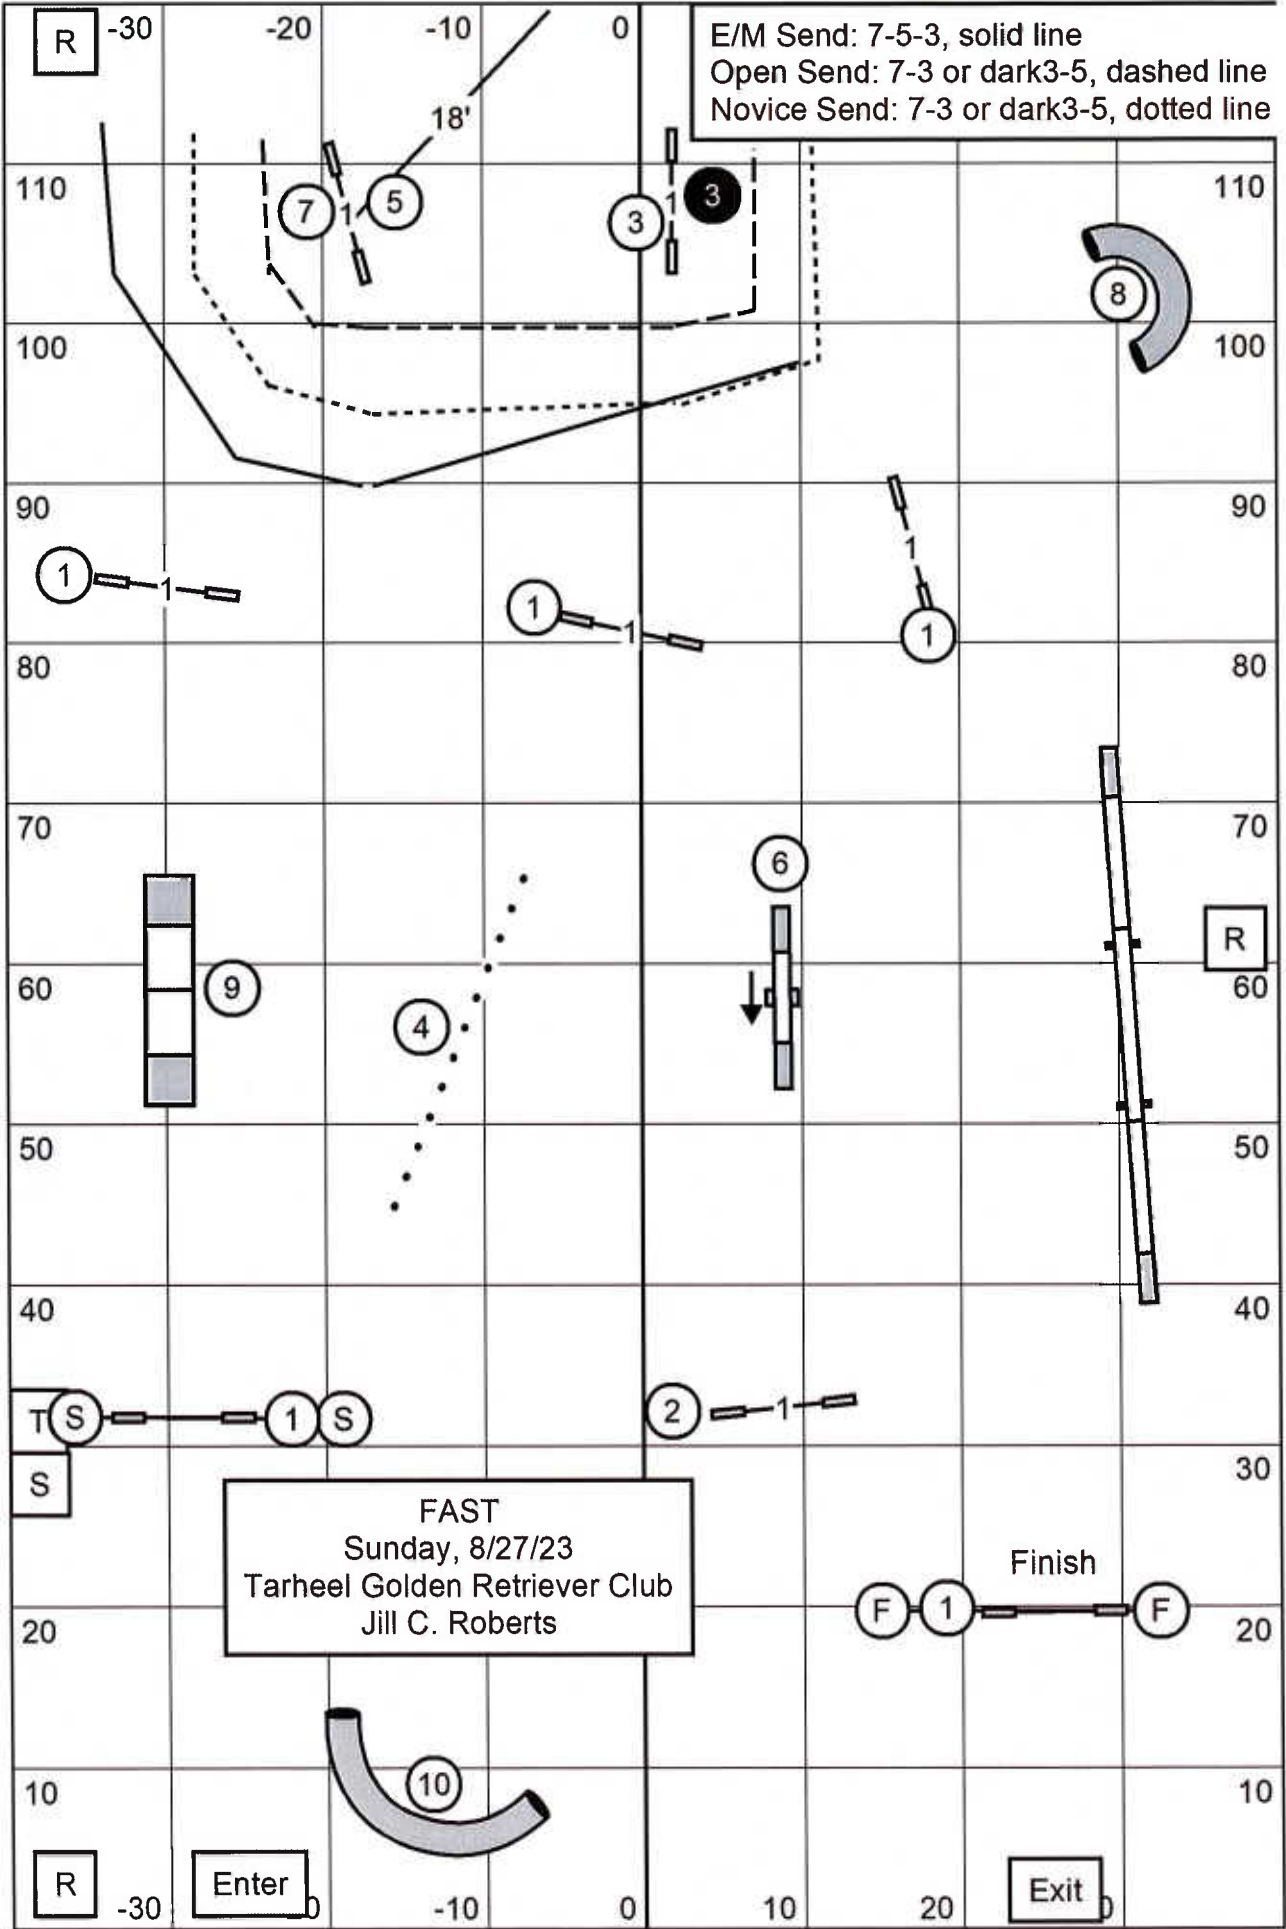 R
-30 -20 -10 0
E/M Send: 7-5-3, solid line
Open Send: 7-3 or dark3-5, dashed line
Novice Send: 7-3 or dark3-5, dotted line
18'
110 110
7 1 5 3 1 3
8
100 100
90 90
1 1
1 1
1
1
80 80
70 70
6
R
60 60
9
4
50 50
40 40
T S 1 S
2 1
S
30
FAST
Sunday, 8/27/23
Tarheel Golden Retriever Club
Jill C. Roberts
Finish
F 1 F
20 20
10
10 10
R
Enter
Exit
-30 -10 0 10 20